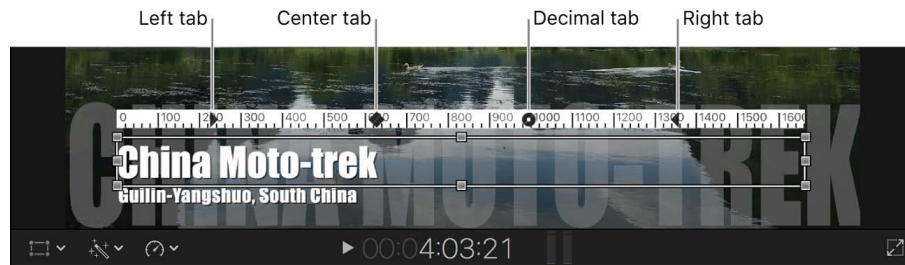 Left tab Center tab Decimal tab Right tab
CHINA MOTO-TREK
0 100 200 300 400 500 600 700 800 900 1000 1100 1200 1300 1400 1500 1600
China Moto-trek
Guilin-Yangshuo, South China
00:04:03:21